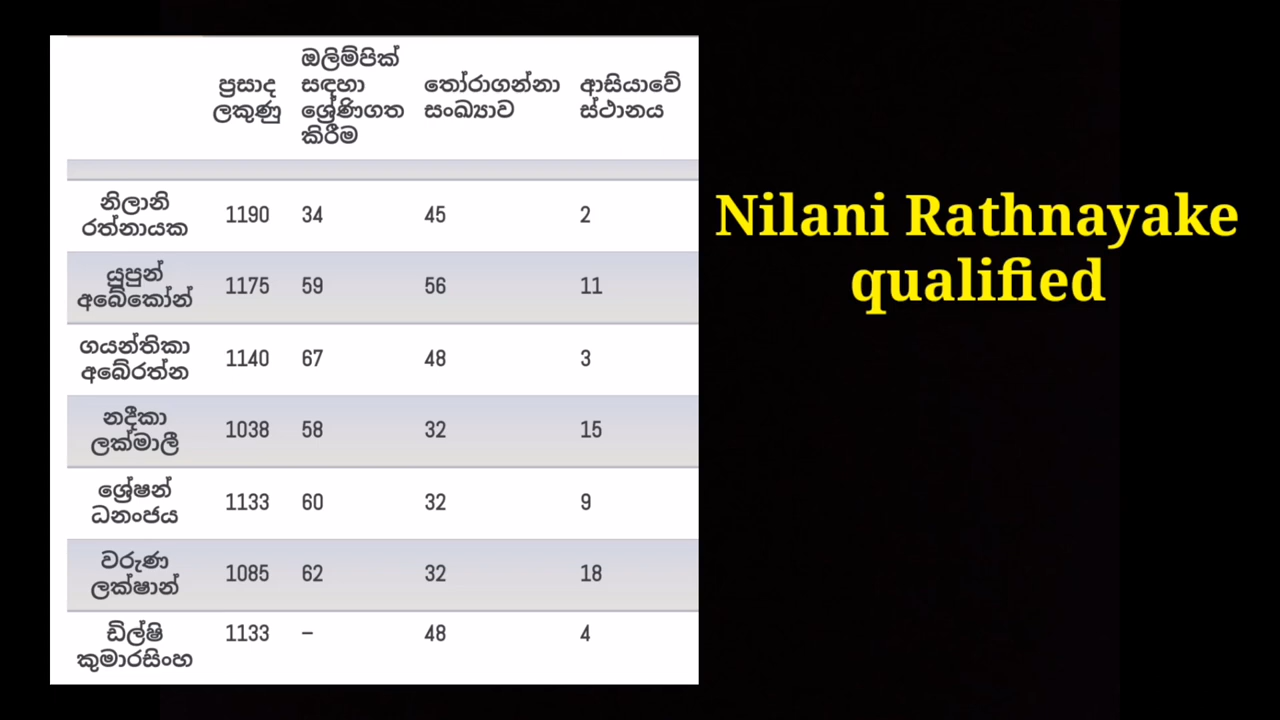 ප්‍රසාද ලකුණු ඔලිම්පික් සඳහා ශ්‍රේණිගත කිරීම තෝරාගන්නා සංඛ්‍යාව ආසියාවේ ස්ථානය
නිලානි රත්නායක 1190 34 45 2
යුපුන් අබේකෝන් 1175 59 56 11
ගයන්තිකා අබේරත්න 1140 67 48 3
නදීකා ලක්මාලී 1038 58 32 15
ශ්‍රේෂන් ධනංජය 1133 60 32 9
වරුණ ලක්ෂාන් 1085 62 32 18
ඩිල්ෂි කුමාරසිංහ 1133 – 48 4
Nilani Rathnayake
qualified